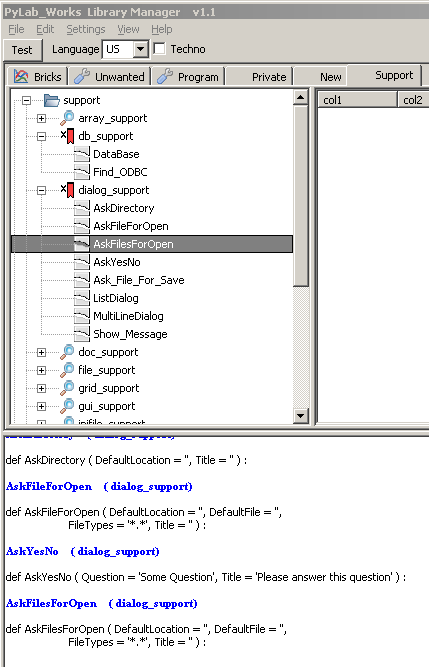 PyLab_Works Library Manager v1.1
File Edit Settings View Help
Test Language US Techno
Bricks Unwanted Program Private New Support
support
col1 col2
array_support
db_support
DataBase
Find_ODBC
dialog_support
AskDirectory
AskFileForOpen
AskFilesForOpen
AskYesNo
Ask_File_For_Save
ListDialog
MultiLineDialog
Show_Message
doc_support
file_support
grid_support
gui_support
inifile_support
( dialog_support)
def AskDirectory ( DefaultLocation = '', Title = '' ) :
AskFileForOpen ( dialog_support)
def AskFileForOpen ( DefaultLocation = '', DefaultFile = '',
FileTypes = '*.*', Title = '' ) :
AskYesNo ( dialog_support)
def AskYesNo ( Question = 'Some Question', Title = 'Please answer this question' ) :
AskFilesForOpen ( dialog_support)
def AskFilesForOpen ( DefaultLocation = '', DefaultFile = '',
FileTypes = '*.*', Title = '' ) :